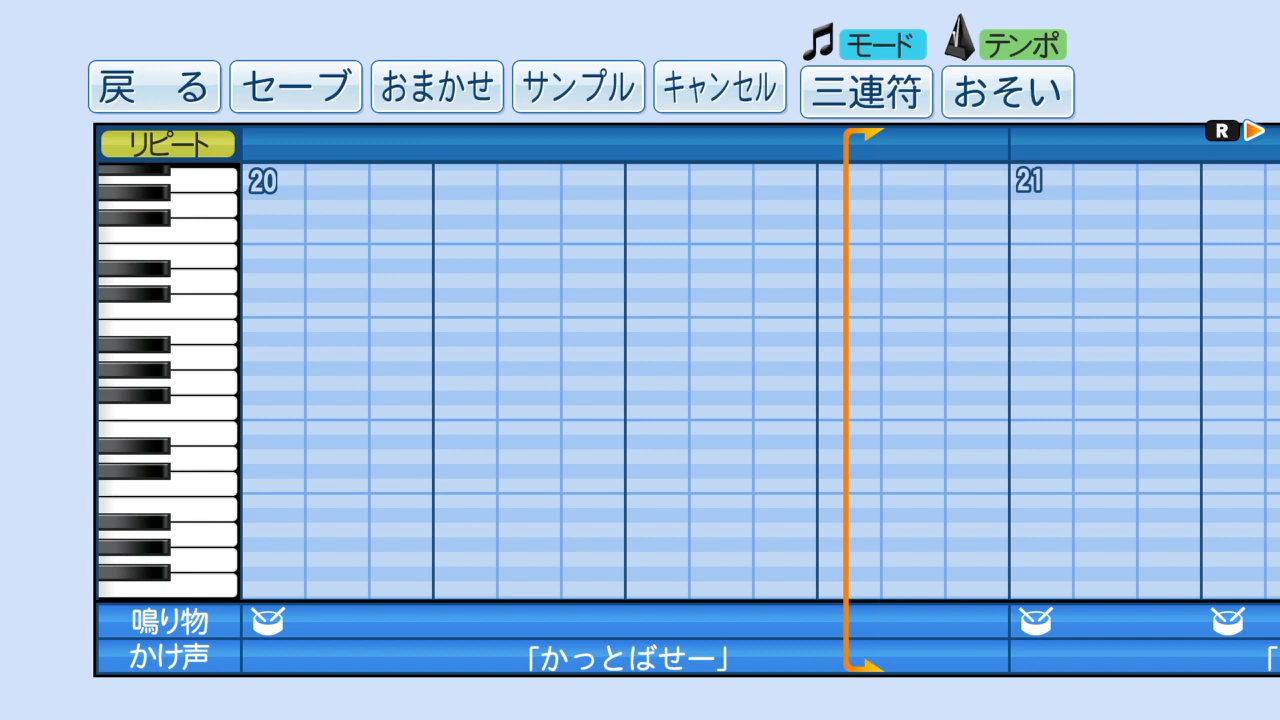 モード テンポ
戻 る セーブ おまかせ サンプル キャンセル 三連符 おそい
リピート R
20 21
鳴り物
かけ声 「かっとばせー」 「